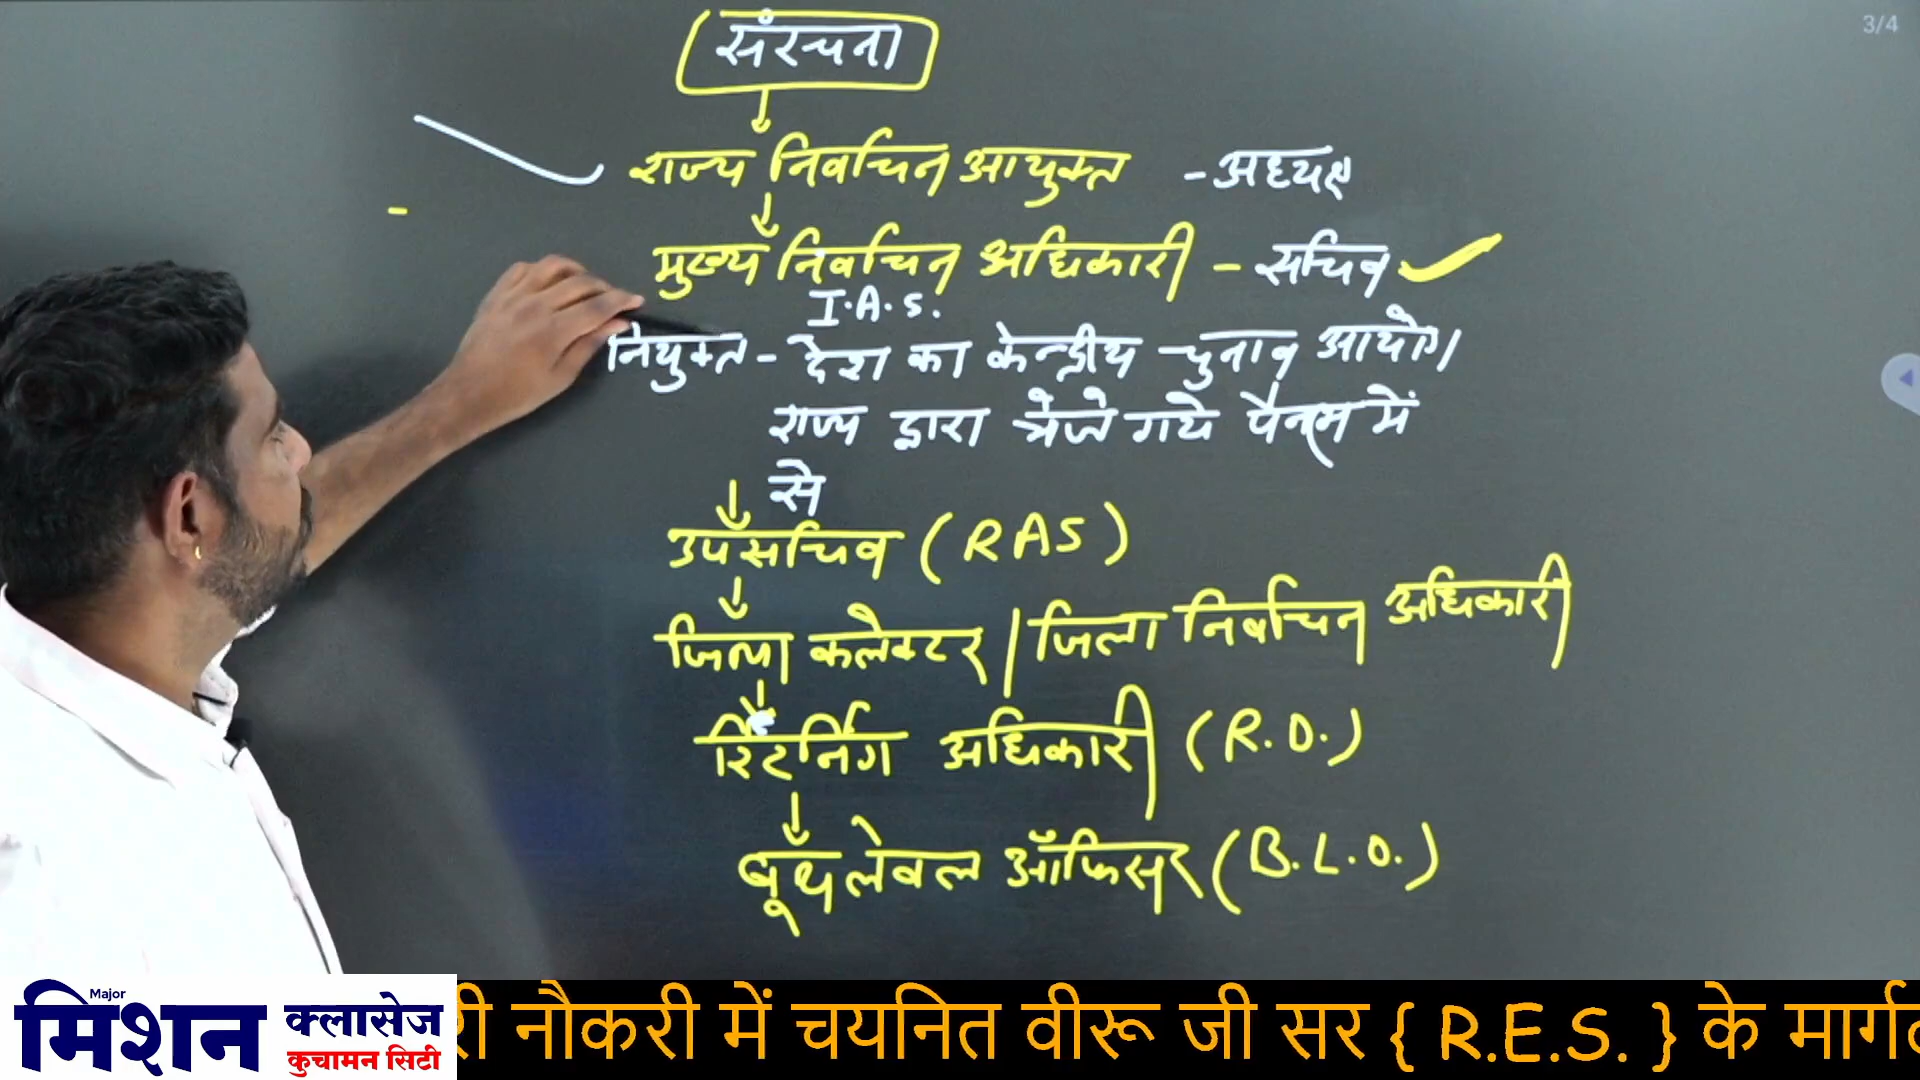 3/4
संरचना
राज्य निर्वाचन आयुक्त - अध्यक्ष
मुख्य निर्वाचन अधिकारी - सचिव
I.A.S.
नियुक्त - देश का केन्द्रीय चुनाव आयोग
राज्य द्वारा भेजे गये पैनल में
से
उपसचिव (RAS)
जिला कलेक्टर / जिला निर्वाचन अधिकारी
रिटर्निंग अधिकारी (R.O.)
बूथ लेवल ऑफिसर (B.L.O.)
Major
मिशन क्लासेज
कुचामन सिटी
री नौकरी में चयनित वीरू जी सर { R.E.S. } के